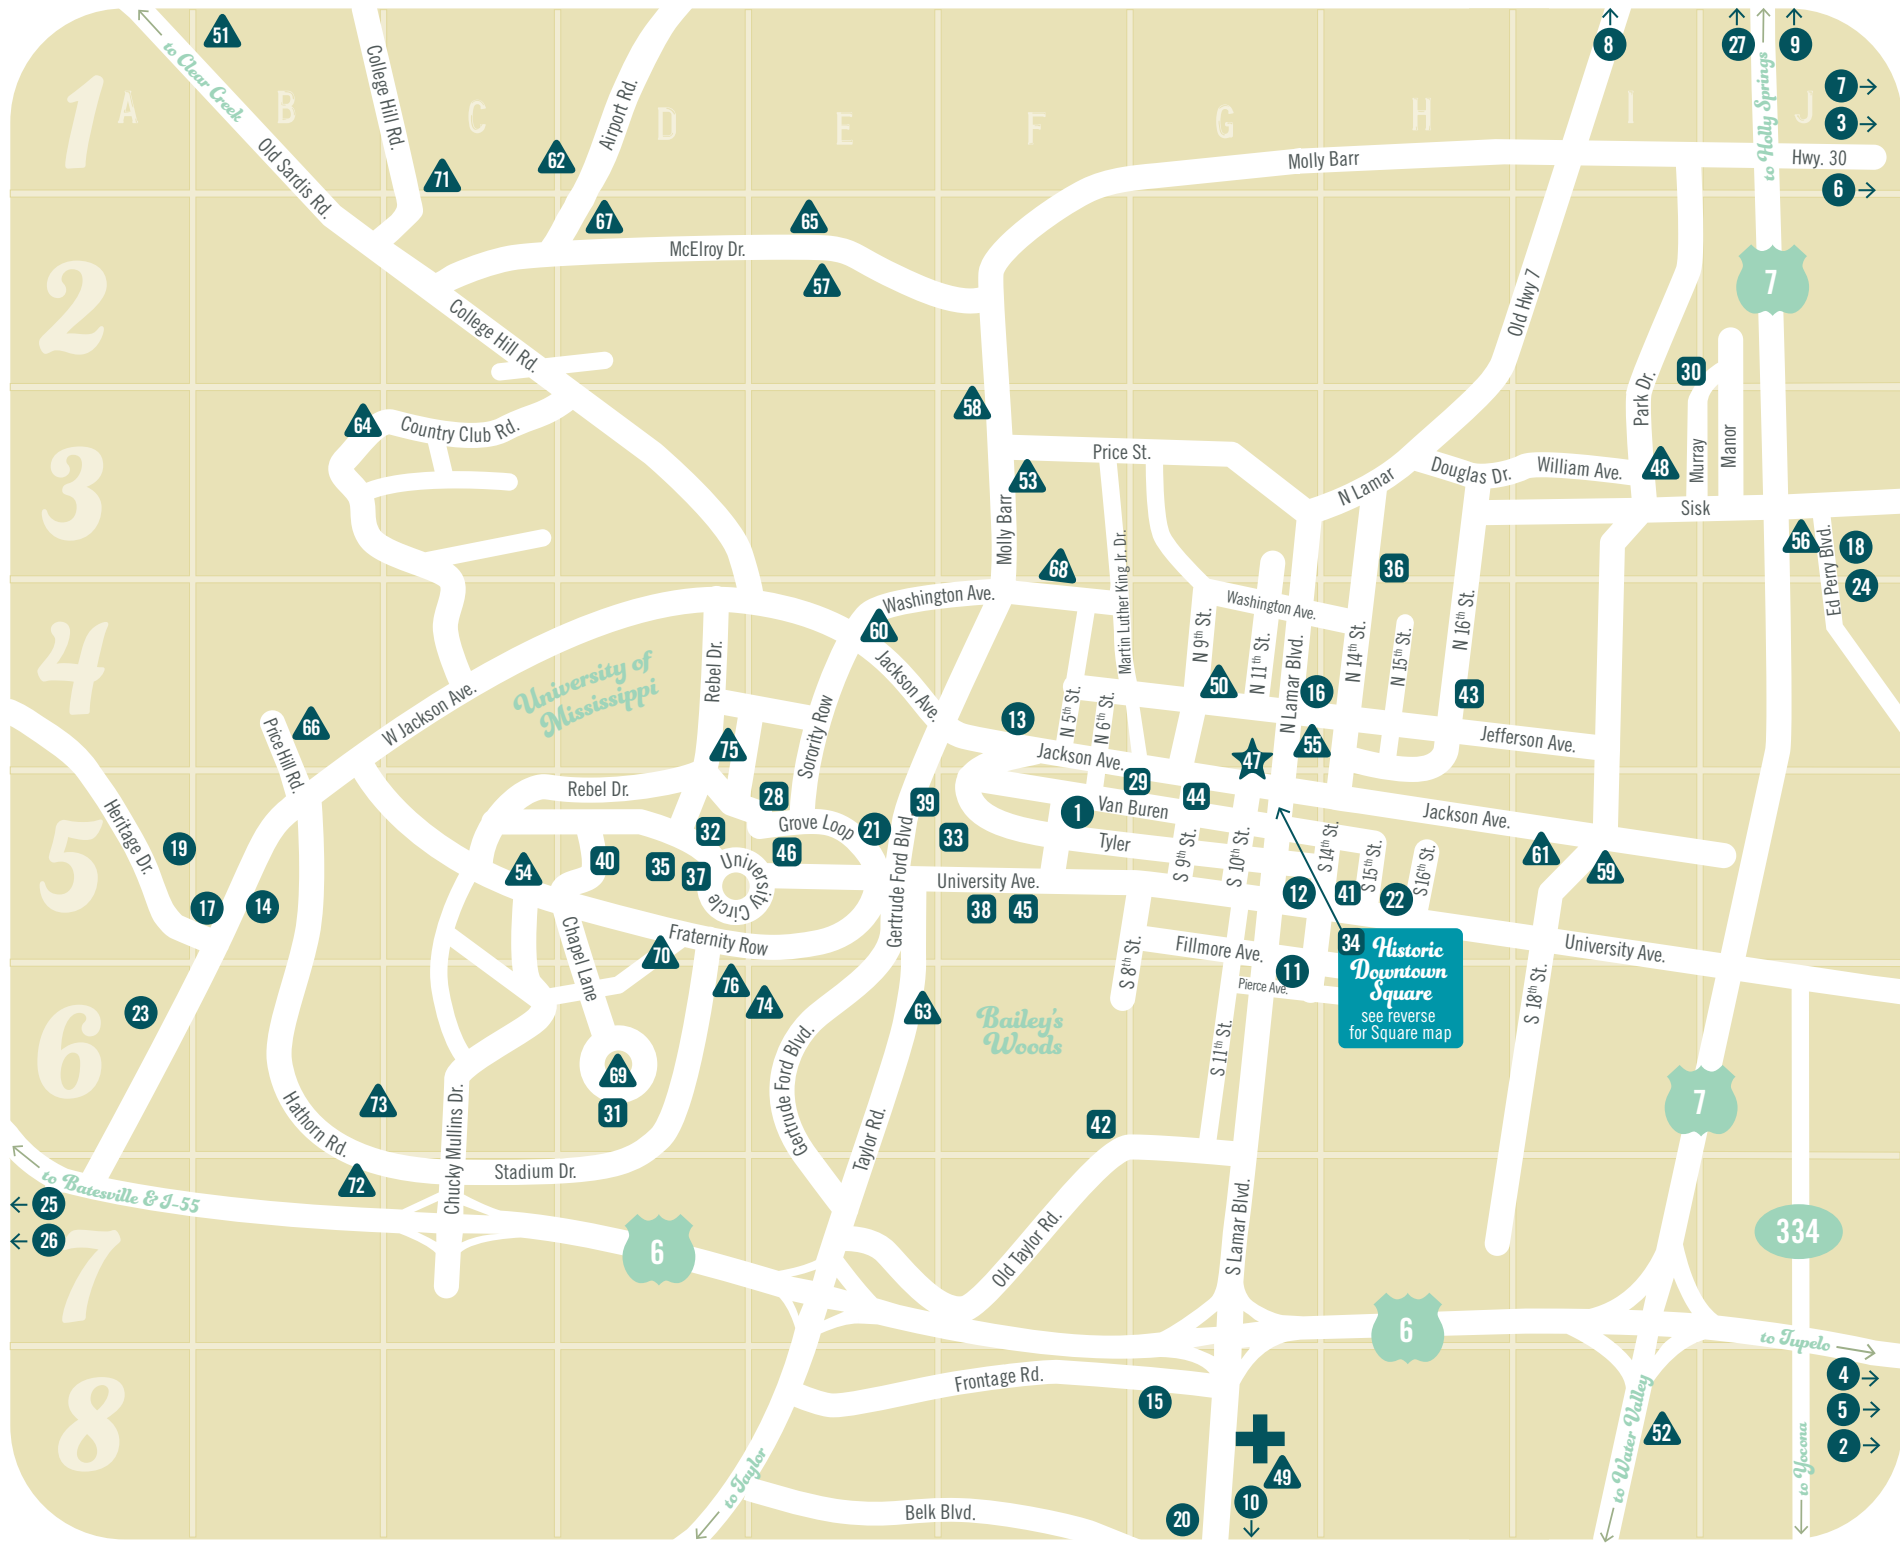 51
to Clear Creek
College Hill Rd.
Airport Rd.
8
27
9
to Holly Springs
7
3
1
A
B
C
D
E
F
G
H
I
J
Old Sardis Rd.
71
62
Molly Barr
Hwy. 30
6
67
65
McElroy Dr.
57
2
College Hill Rd.
Old Hwy 7
7
30
Park Dr.
58
64
Country Club Rd.
3
Price St.
53
Molly Barr
N Lamar
Douglas Dr.
William Ave.
48
Murray
Manor
Sisk
56
Ed Perry Blvd.
18
24
68
Martin Luther King Jr. Dr.
36
Washington Ave.
Washington Ave.
60
4
University of
Mississippi
Rebel Dr.
Jackson Ave.
Sorority Row
N 5th St.
N 6th St.
N 9th St.
N 11th St.
N Lamar Blvd.
N 14th St.
N 15th St.
N 16th St.
50
16
43
W Jackson Ave.
66
Price Hill Rd.
75
13
Jackson Ave.
47
55
Jefferson Ave.
Rebel Dr.
28
39
29
44
Heritage Dr.
5
19
32
Grove Loop
21
33
1
Van Buren
Tyler
Jackson Ave.
54
40
35
37
46
University Circle
Gertrude Ford Blvd
University Ave.
S 9th St.
S 10th St.
S 14th St.
S 15th St.
S 16th St.
61
59
17
14
38
45
12
41
22
Chapel Lane
Fraternity Row
70
S 8th St.
Fillmore Ave.
34
Historic
Downtown
Square
see reverse
for Square map
University Ave.
11
Pierce Ave.
S 18th St.
76
74
63
23
6
Bailey's
Woods
Gertrude Ford Blvd.
S 11th St.
69
31
73
Hathorn Rd.
Chucky Mullins Dr.
Taylor Rd.
42
7
Stadium Dr.
72
to Batesville & I-55
25
26
7
6
Old Taylor Rd.
S Lamar Blvd.
334
6
to Tupelo
4
5
2
8
Frontage Rd.
15
to Water Valley
52
to Yocona
49
10
20
to Taylor
Belk Blvd.